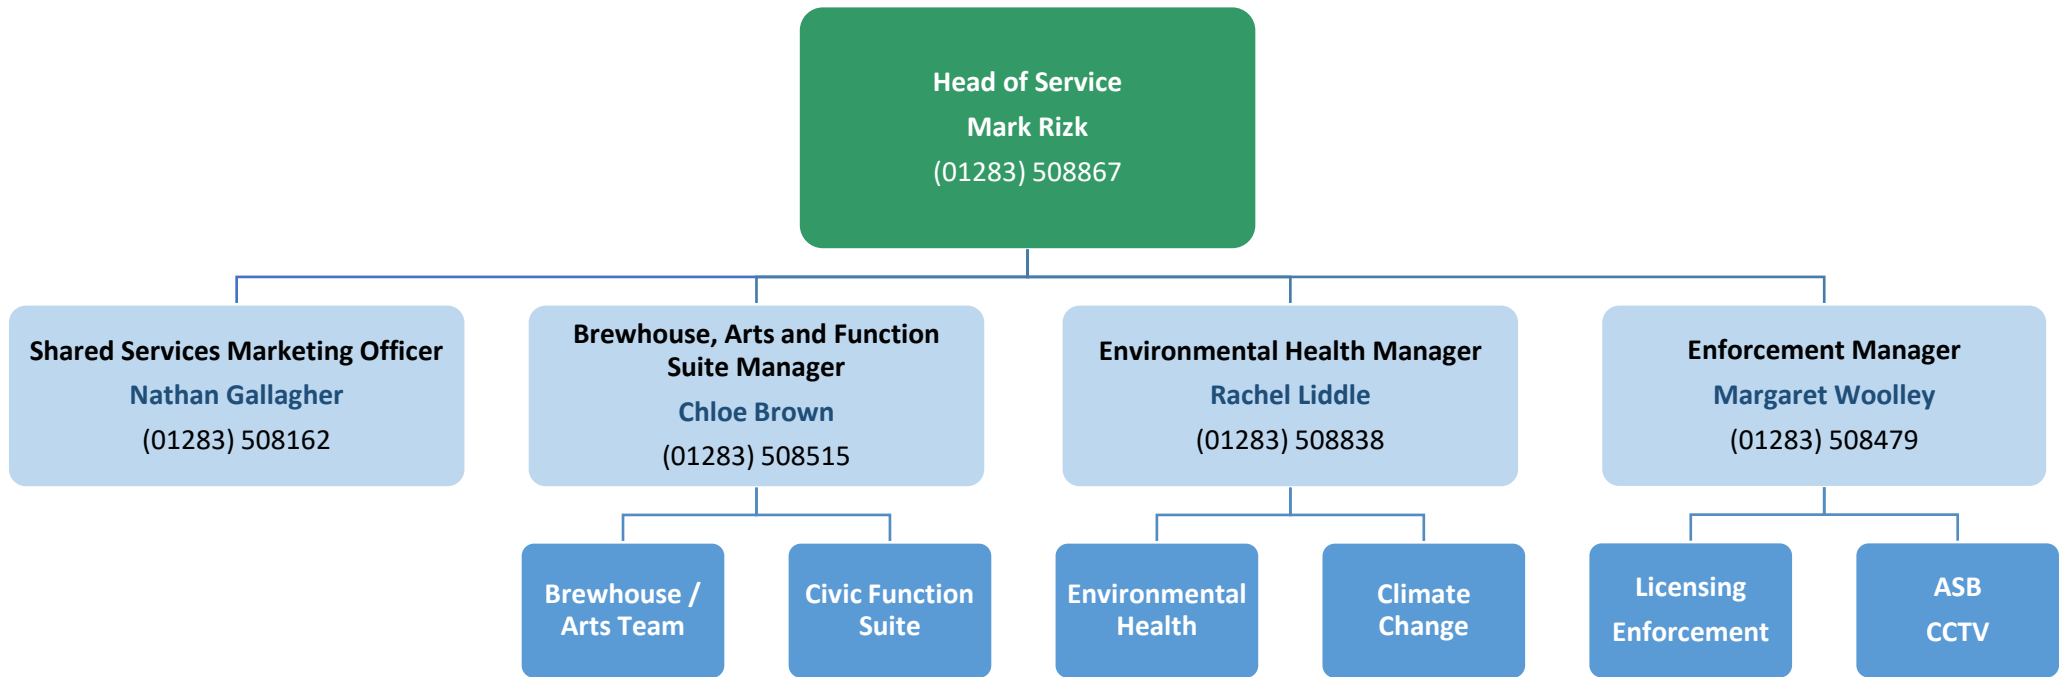 Head of Service
Mark Rizk
(01283) 508867
Shared Services Marketing Officer
Nathan Gallagher
(01283) 508162
Brewhouse, Arts and Function
Suite Manager
Chloe Brown
(01283) 508515
Environmental Health Manager
Rachel Liddle
(01283) 508838
Enforcement Manager
Margaret Woolley
(01283) 508479
Brewhouse /
Arts Team
Civic Function
Suite
Environmental
Health
Climate
Change
Licensing
Enforcement
ASB
CCTV